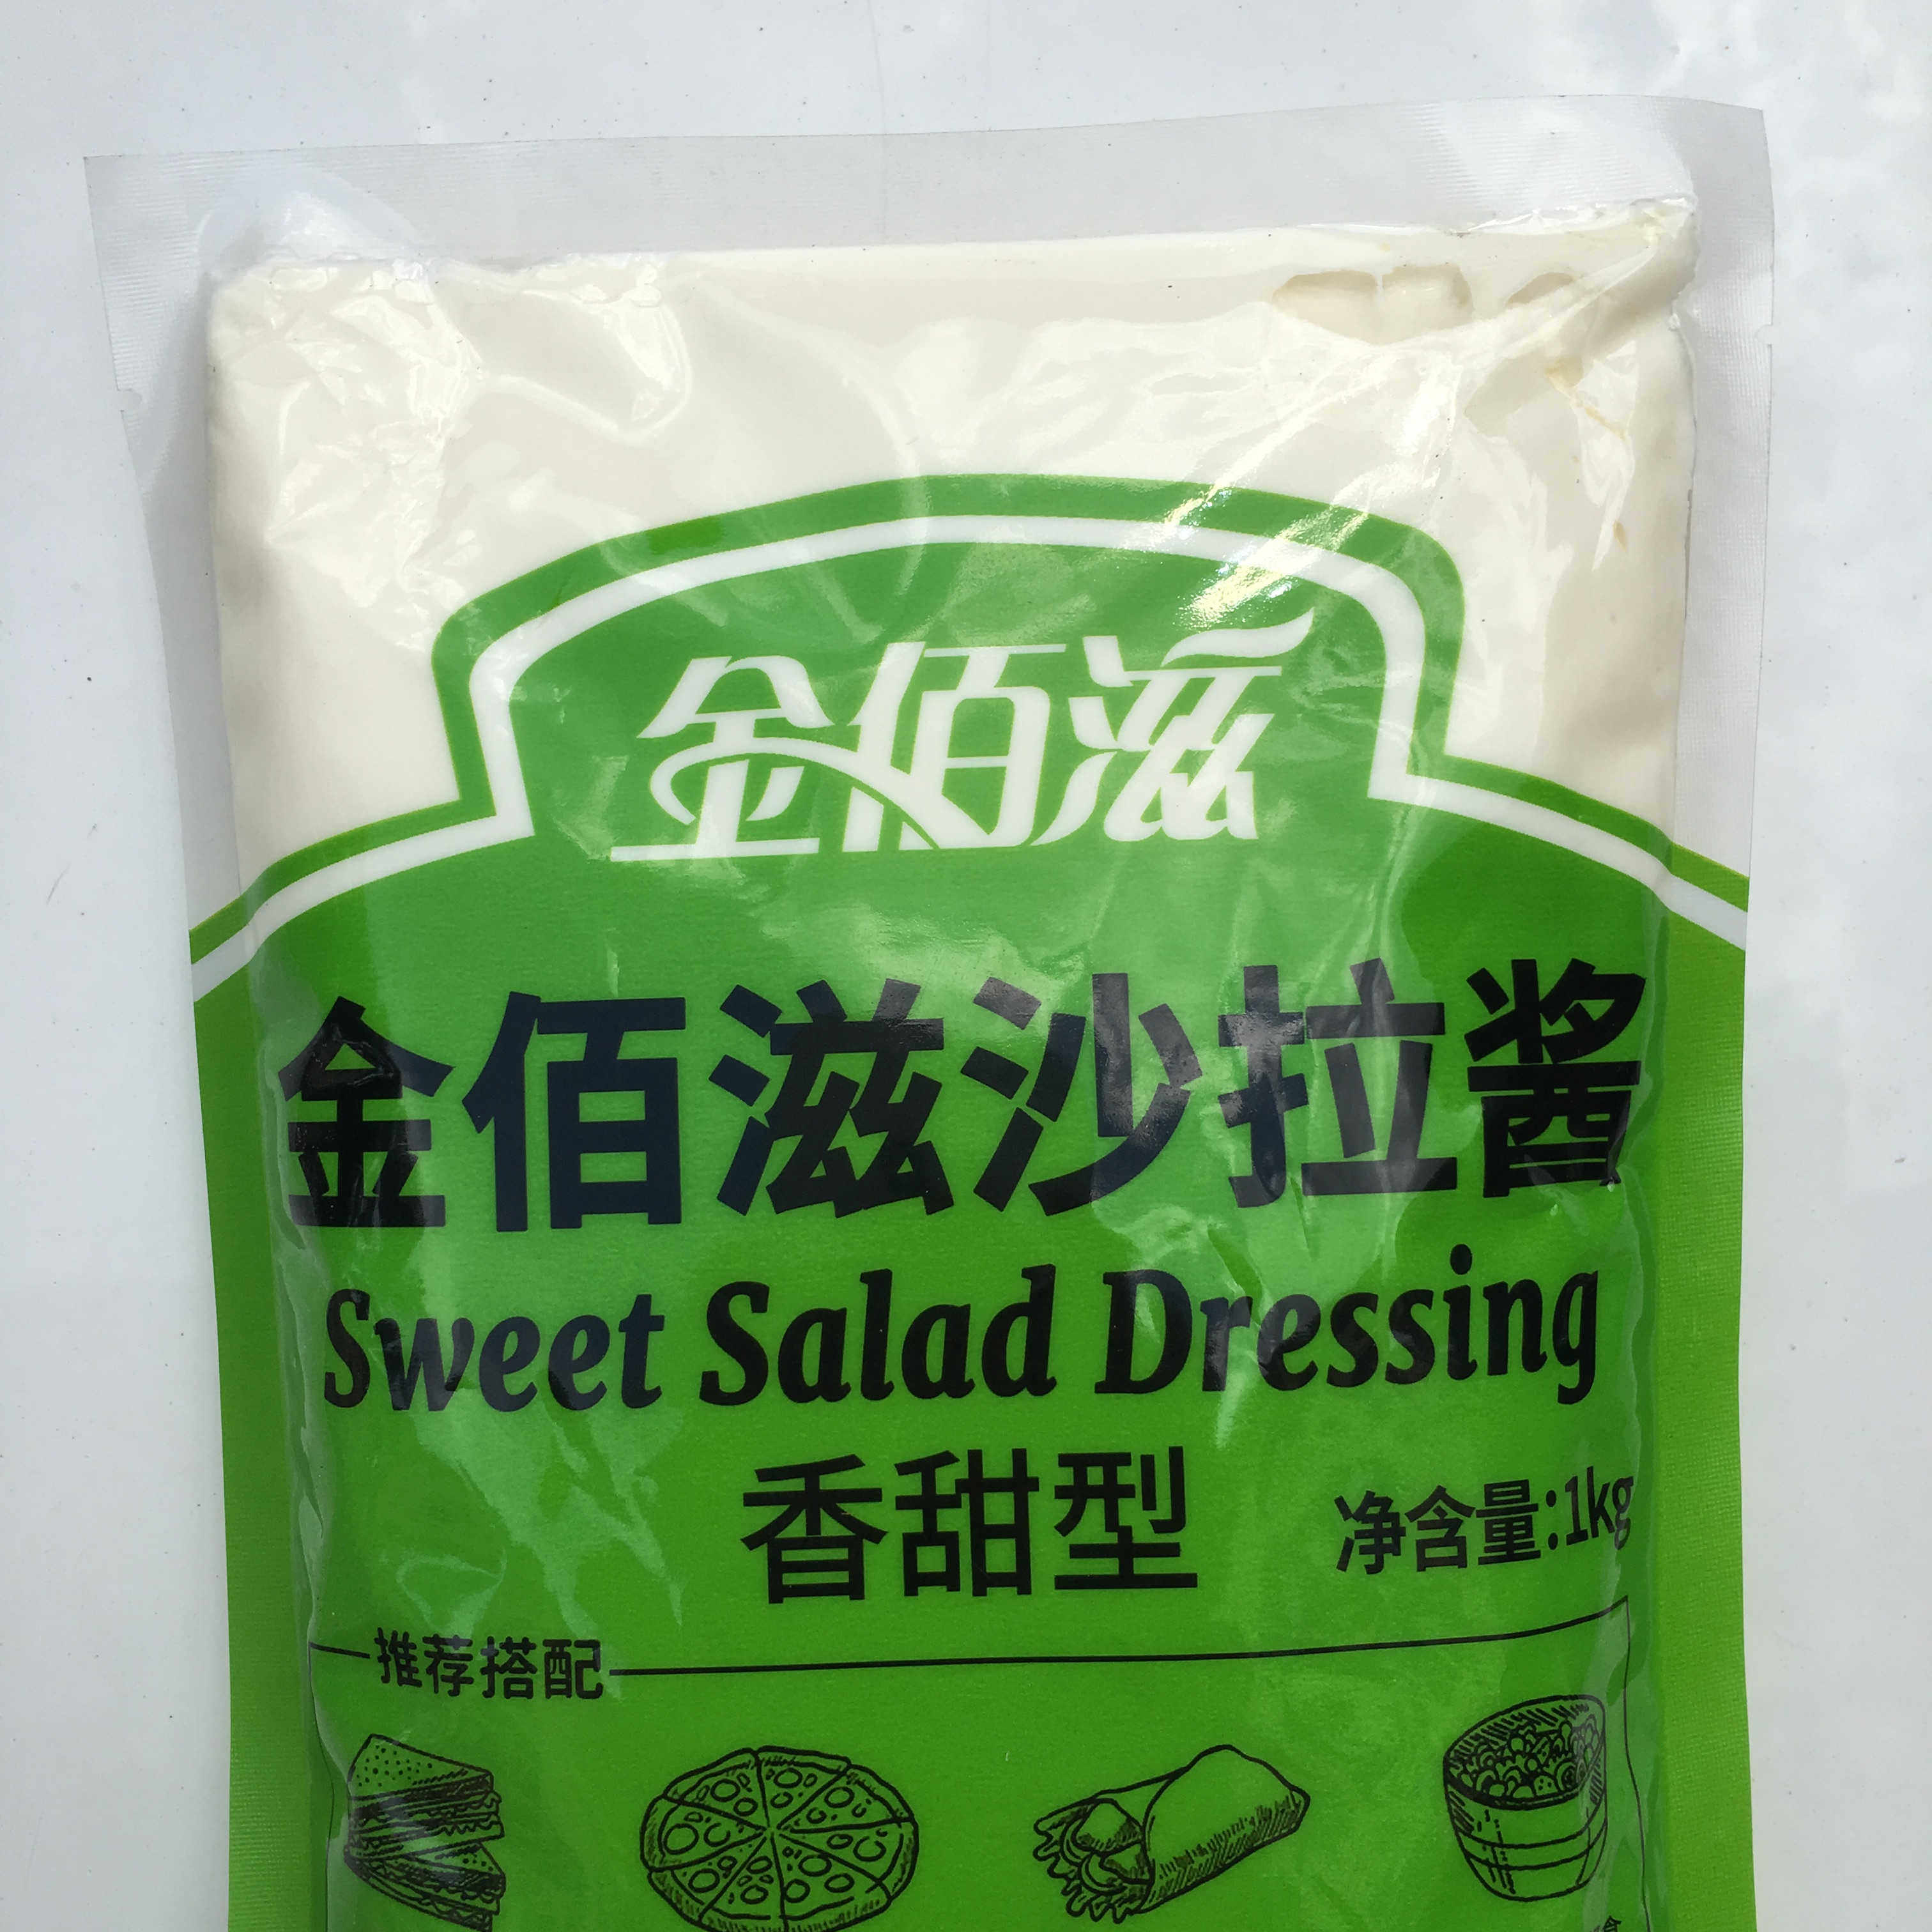 金佰滋
金佰滋沙拉酱
Sweet Salad Dressing
香甜型
净含量:1kg
推荐搭配